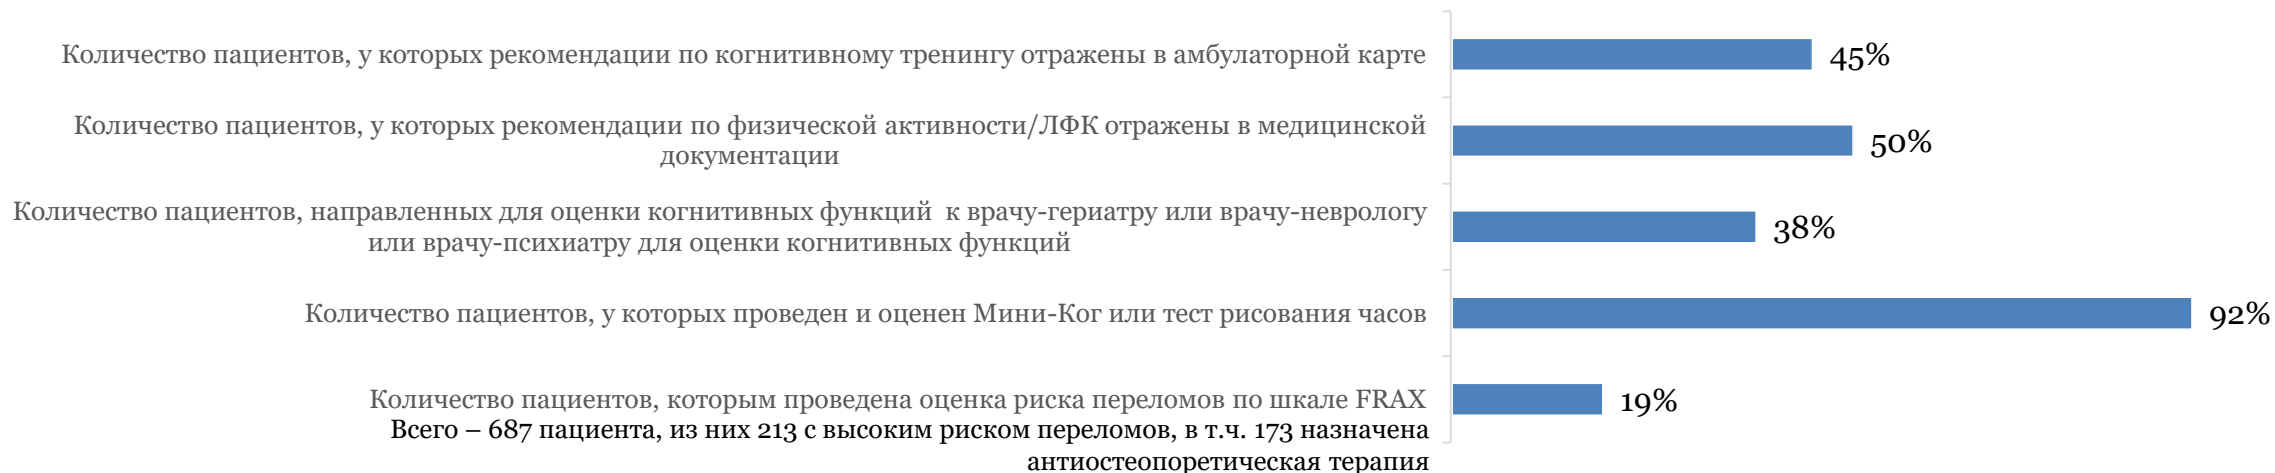 Количество пациентов, у которых рекомендации по когнитивному тренингу отражены в амбулаторной карте
45%
Количество пациентов, у которых рекомендации по физической активности/ЛФК отражены в медицинской
документации
50%
Количество пациентов, направленных для оценки когнитивных функций к врачу-гериатру или врачу-неврологу
или врачу-психиатру для оценки когнитивных функций
38%
Количество пациентов, у которых проведен и оценен Мини-Ког или тест рисования часов
92%
Количество пациентов, которым проведена оценка риска переломов по шкале FRAX
19%
Всего – 687 пациента, из них 213 с высоким риском переломов, в т.ч. 173 назначена
антиостеопоретическая терапия